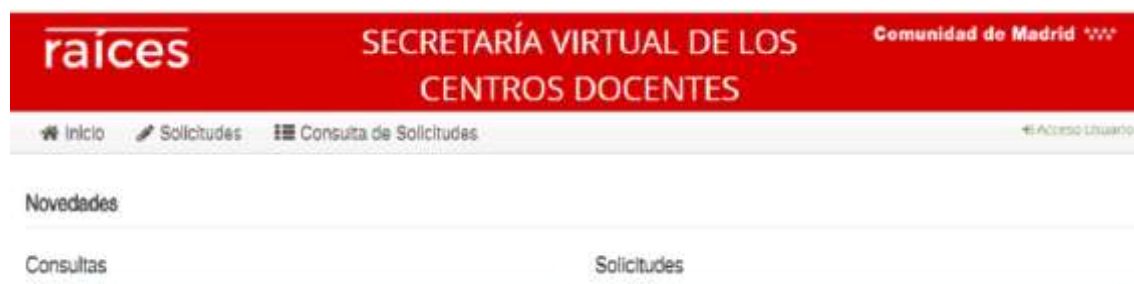 raíces
SECRETARÍA VIRTUAL DE LOS
CENTROS DOCENTES
Comunidad de Madrid
Inicio Solicitudes Consulta de Solicitudes Acceso Usuario
Novedades
Consultas Solicitudes